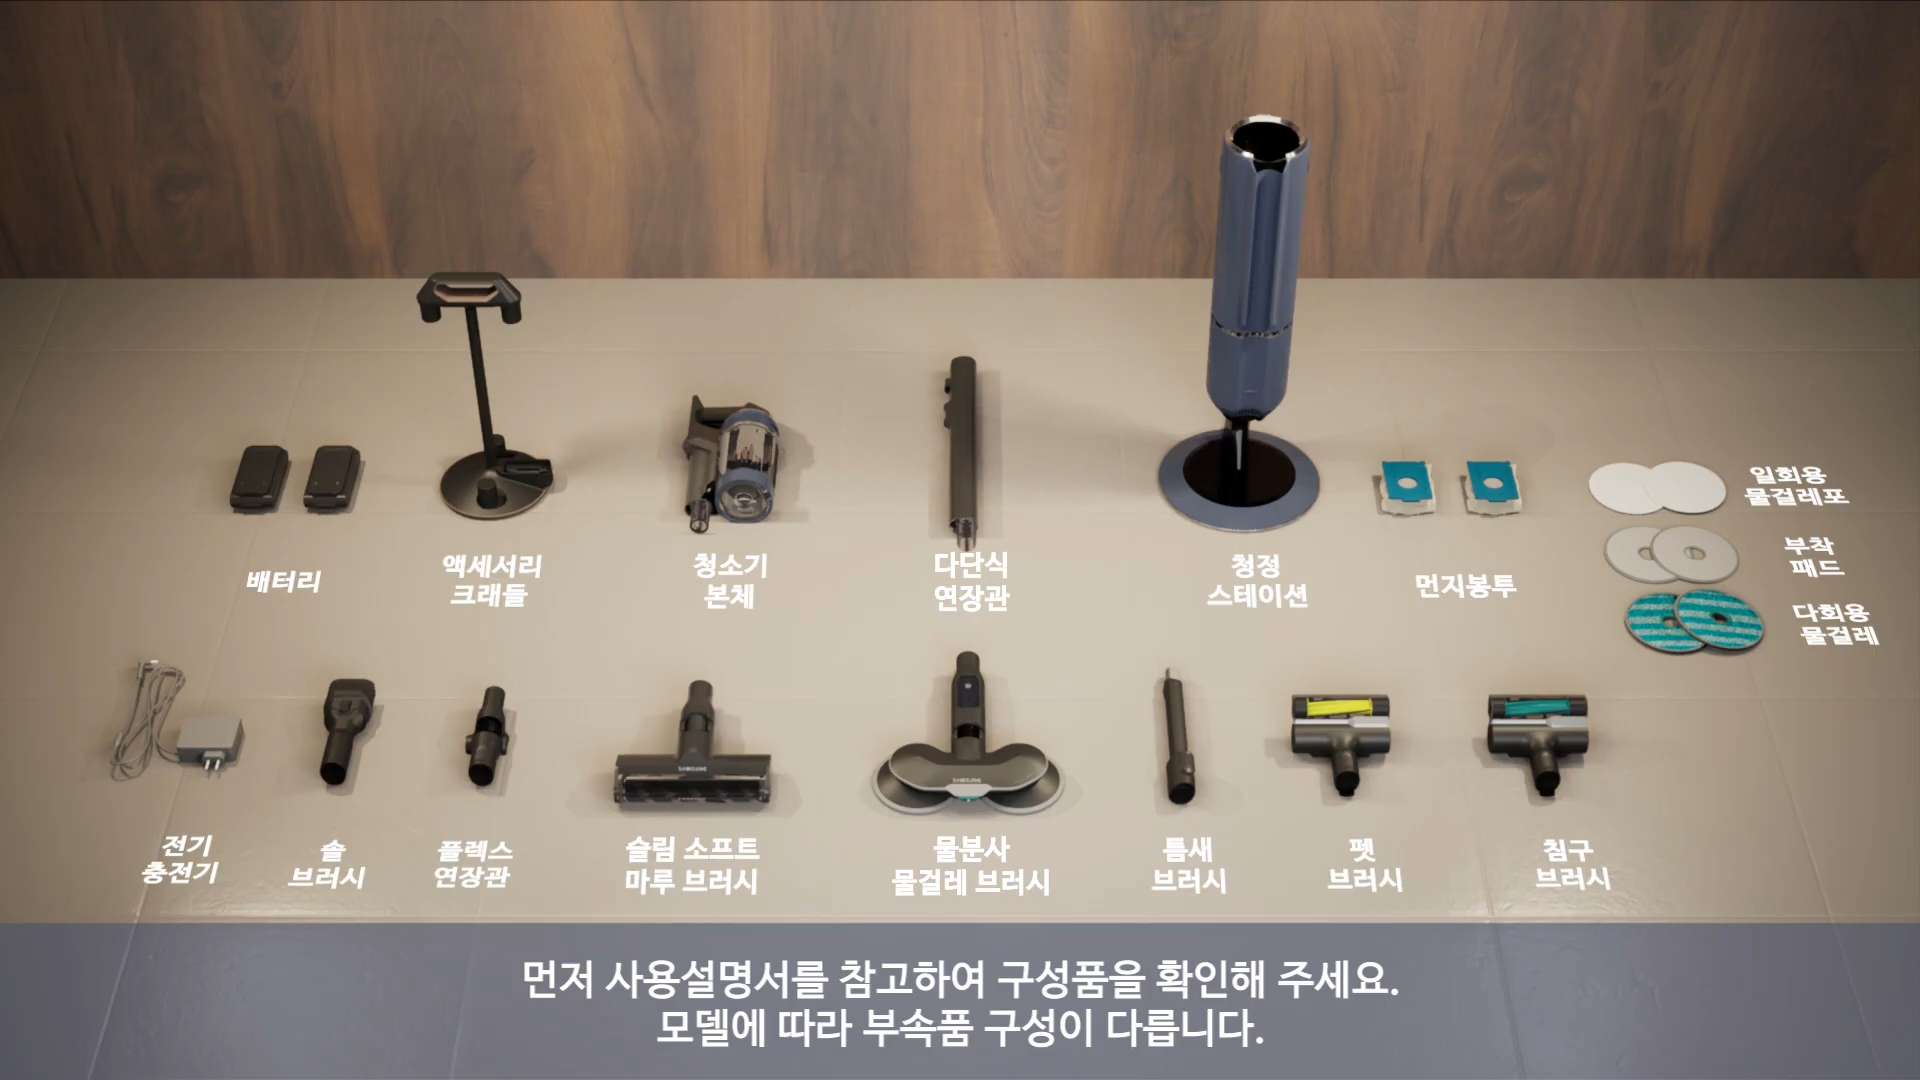 배터리
액세서리
크래들
청소기
본체
다단식
연장관
청정
스테이션
먼지봉투
일회용
물걸레포
부착
패드
다회용
물걸레
전기
충전기
솔
브러시
플렉스
연장관
슬림 소프트
마루 브러시
SAMSUNG
물분사
물걸레 브러시
SAMSUNG
틈새
브러시
펫
브러시
침구
브러시
먼저 사용설명서를 참고하여 구성품을 확인해 주세요.
모델에 따라 부속품 구성이 다릅니다.